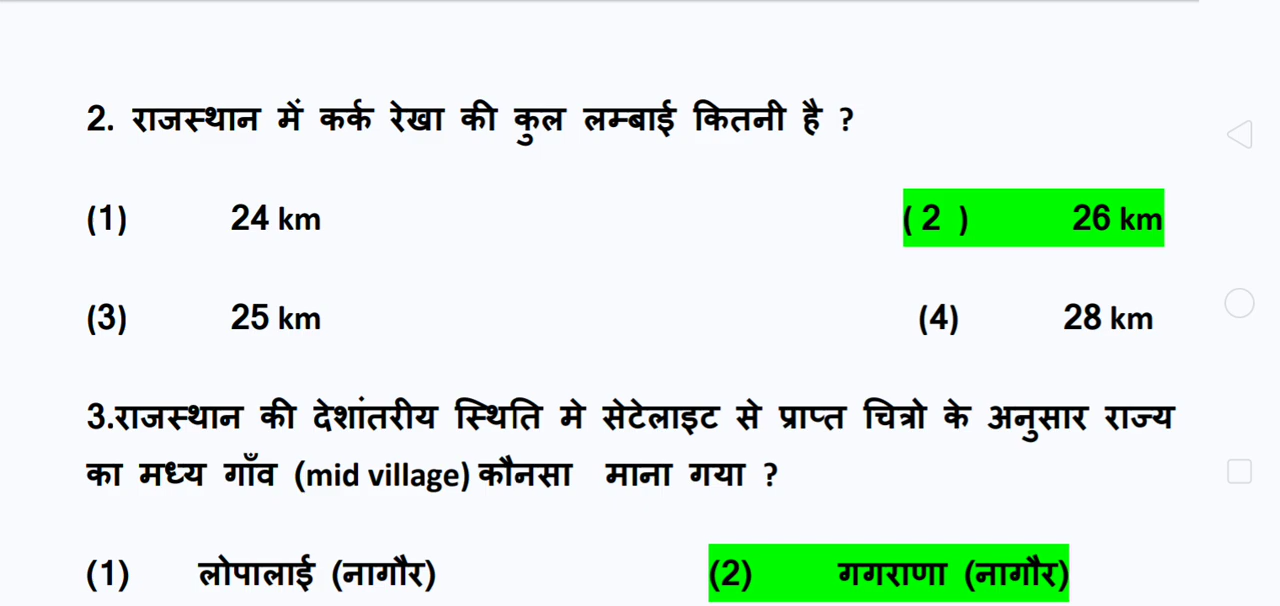 2. राजस्थान में कर्क रेखा की कुल लम्बाई कितनी है ?
(1) 24 km ( 2 ) 26 km
(3) 25 km (4) 28 km
3.राजस्थान की देशांतरीय स्थिति मे सेटेलाइट से प्राप्त चित्रो के अनुसार राज्य
का मध्य गाँव (mid village) कौनसा माना गया ?
(1) लोपालाई (नागौर) (2) गगराणा (नागौर)